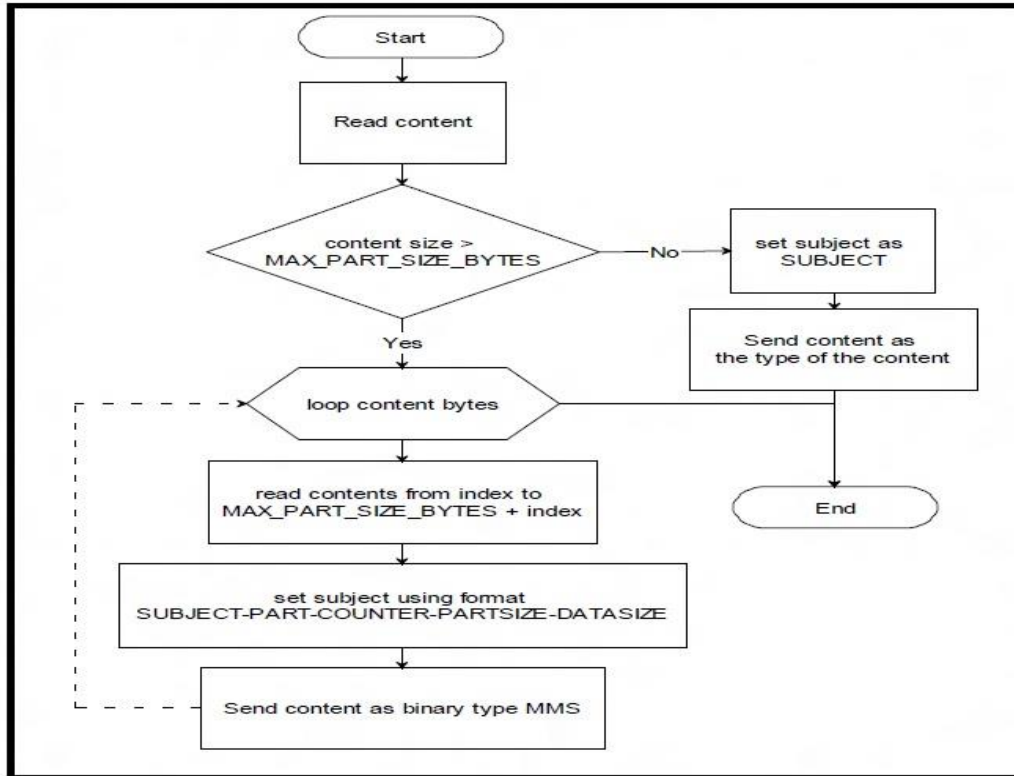 Start
Read content
content size >
MAX_PART_SIZE_BYTES
No
set subject as
SUBJECT
Send content as
the type of the content
Yes
loop content bytes
read contents from index to
MAX_PART_SIZE_BYTES + index
End
set subject using format
SUBJECT-PART-COUNTER-PARTSIZE-DATASIZE
Send content as binary type MMS